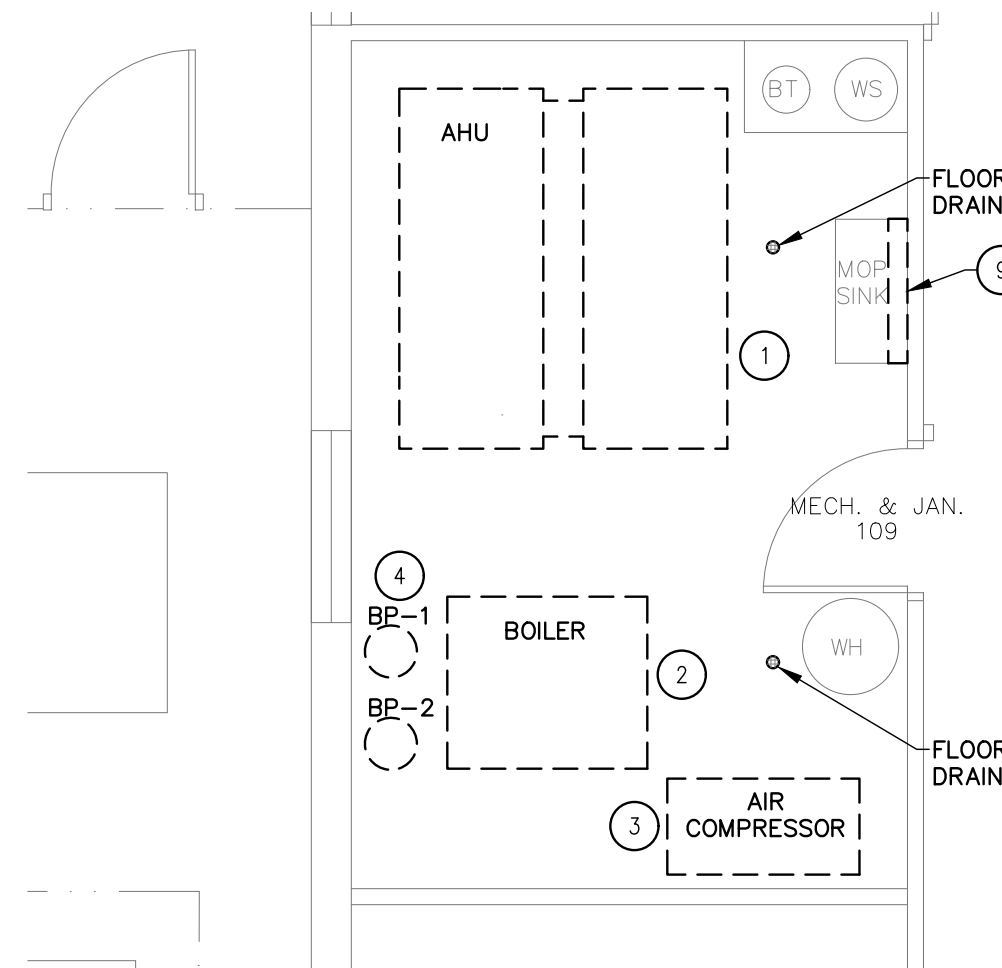 BT
WS
AHU
FLOOR
DRAIN
MOP
SINK
9
1
MECH. & JAN.
109
4
BP-1
BOILER
WH
2
BP-2
FLOOR
DRAIN
AIR
COMPRESSOR
3